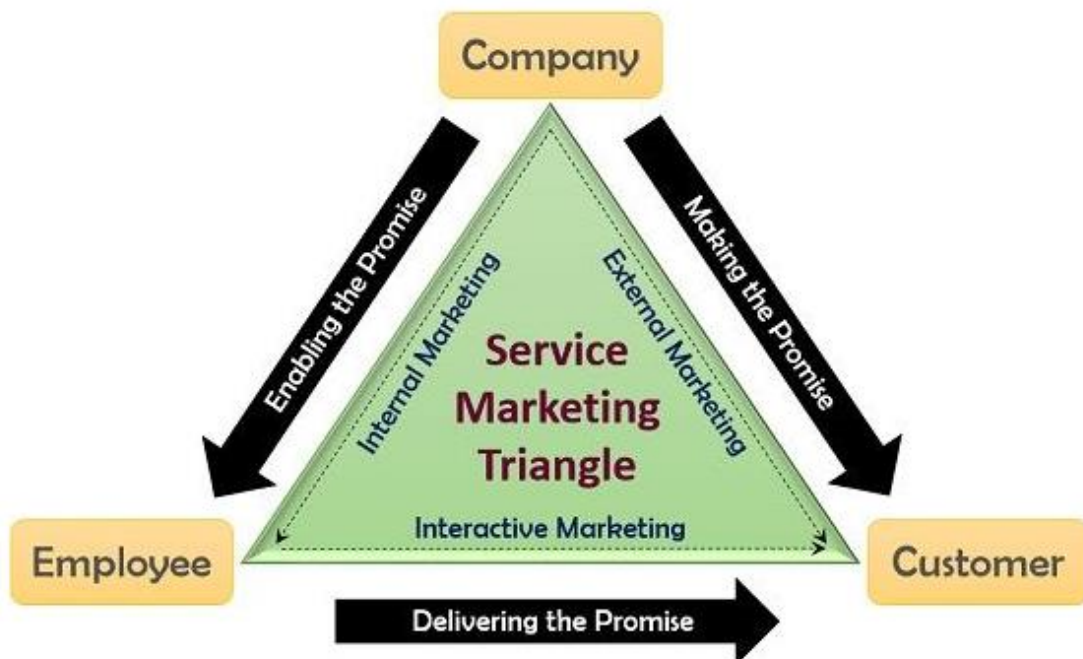 Company
Enabling the Promise
Making the Promise
Internal Marketing
External Marketing
Service
Marketing
Triangle
Interactive Marketing
Employee
Customer
Delivering the Promise